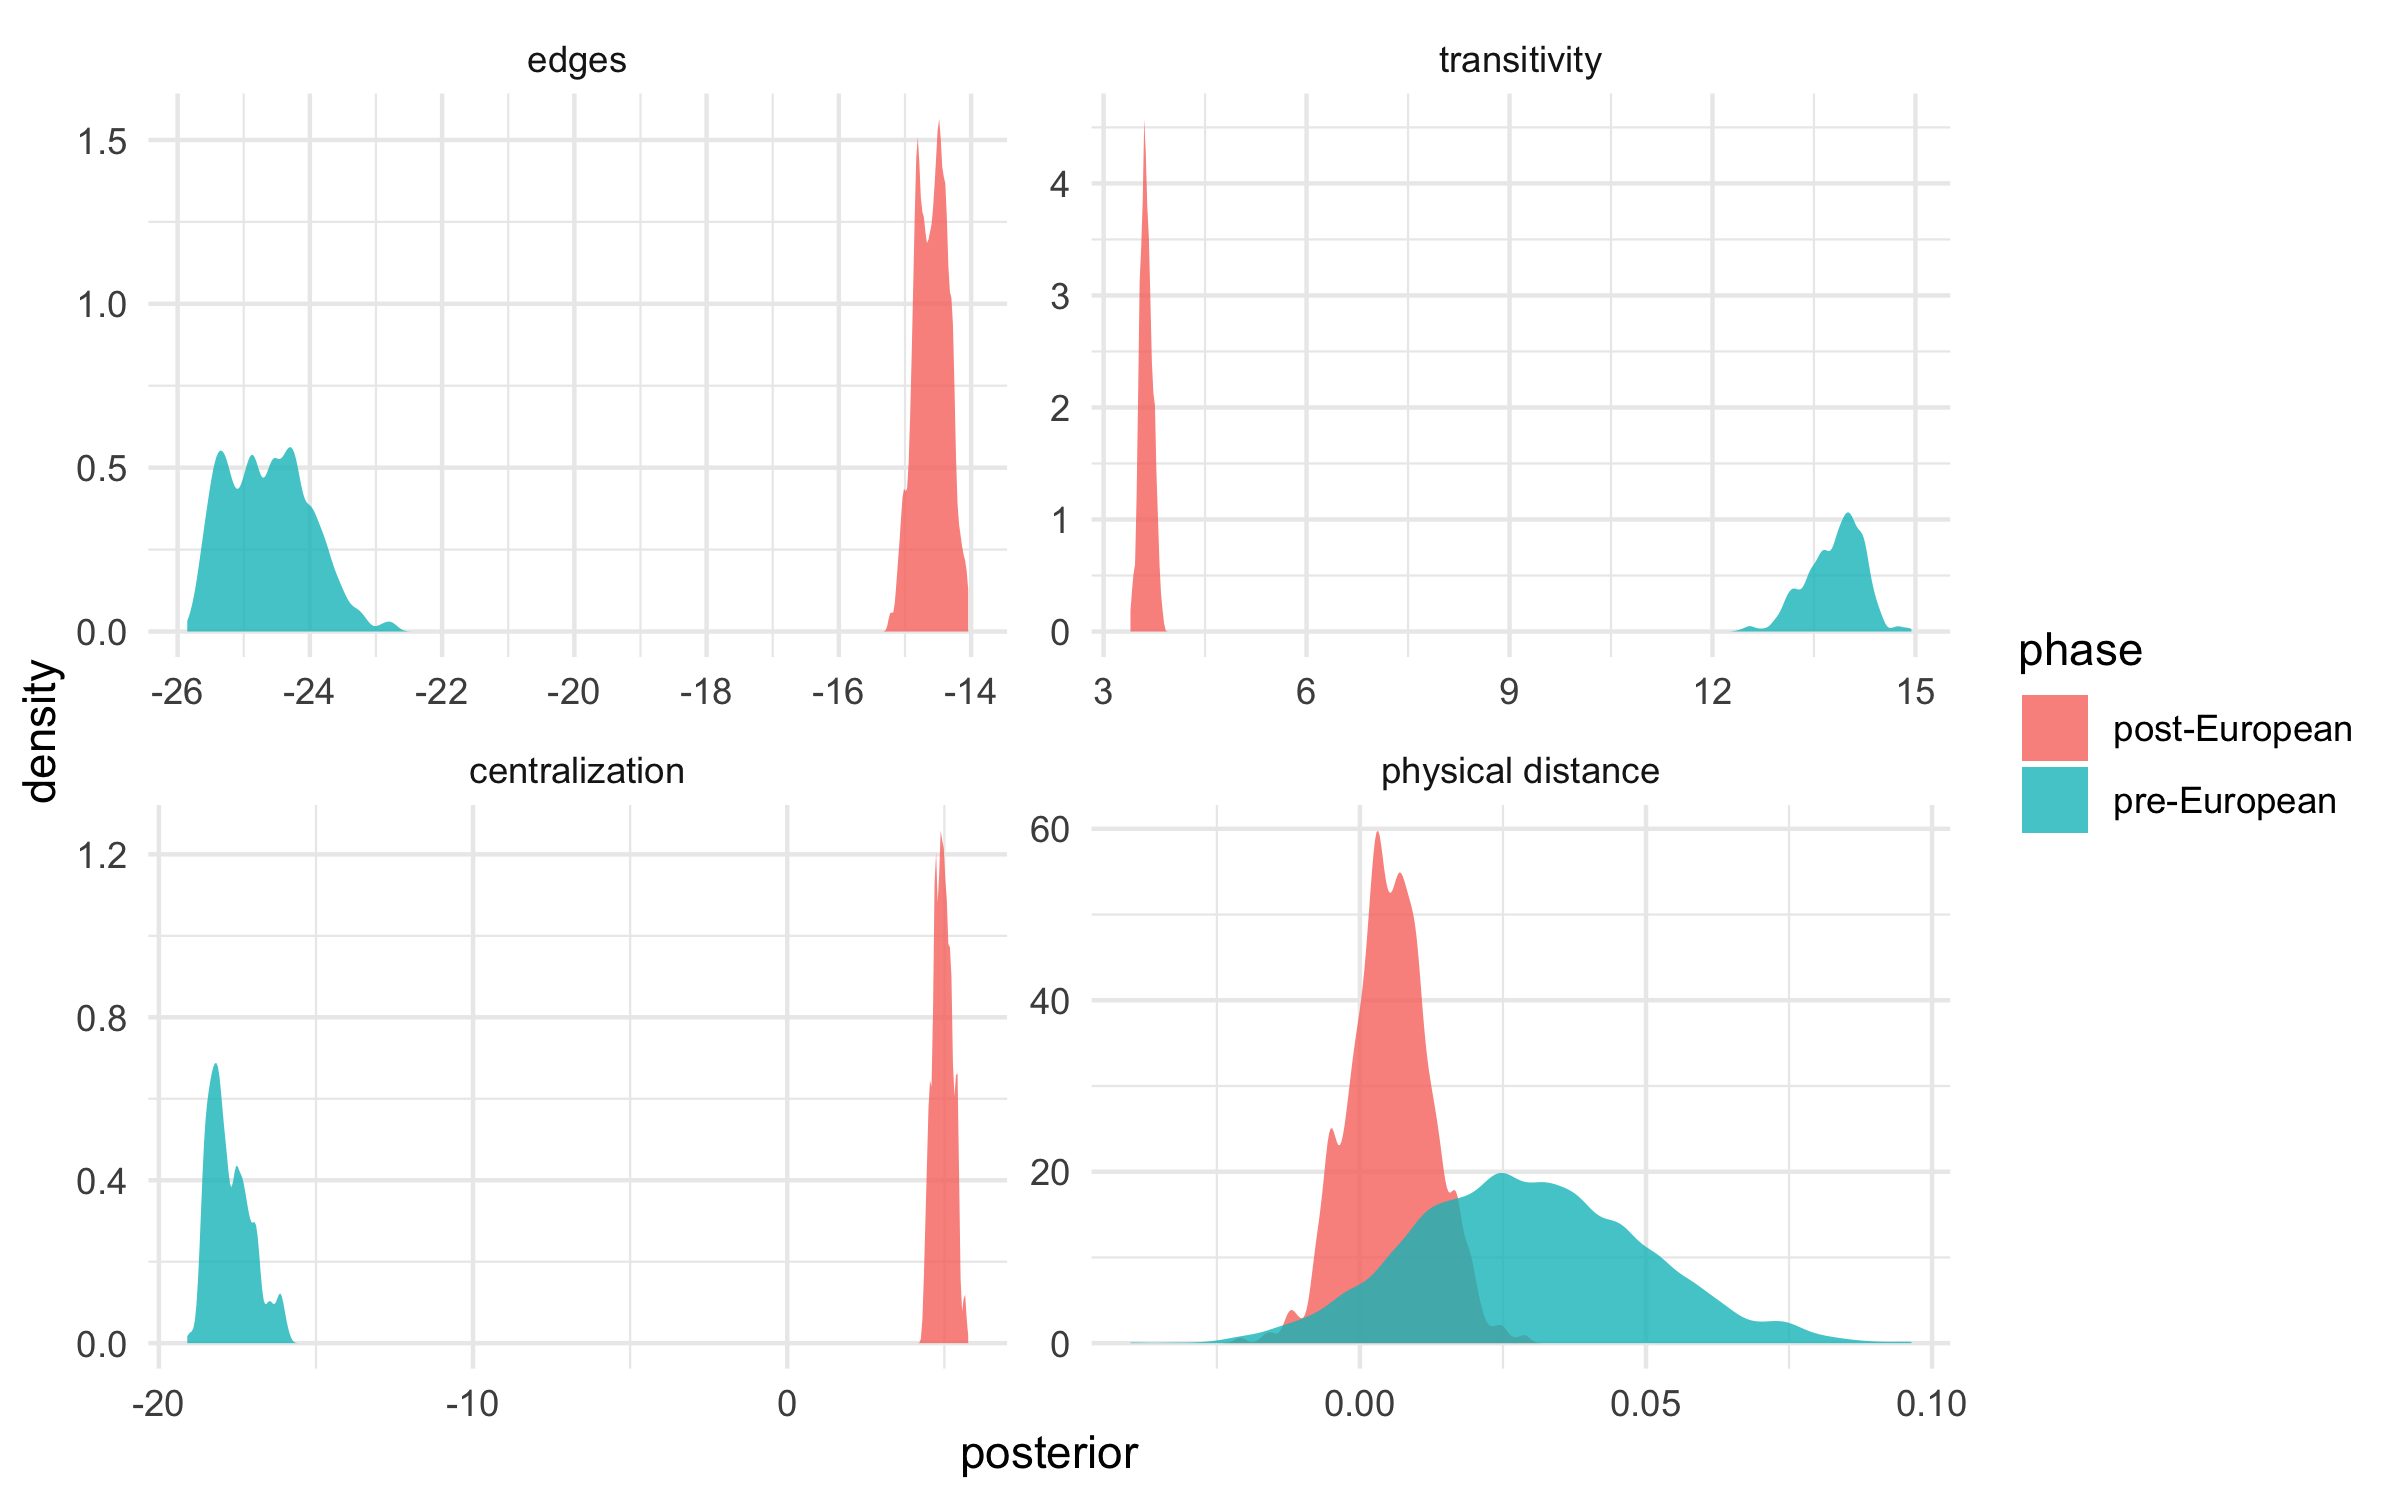 edges
transitivity
1.5
1.0
0.5
0.0
4
3
2
1
0
-26 -24 -22 -20 -18 -16 -14
3 6 9 12 15
centralization
physical distance
1.2
0.8
0.4
0.0
60
40
20
0
-20 -10 0
0.00 0.05 0.10
density
posterior
phase
post-European
pre-European